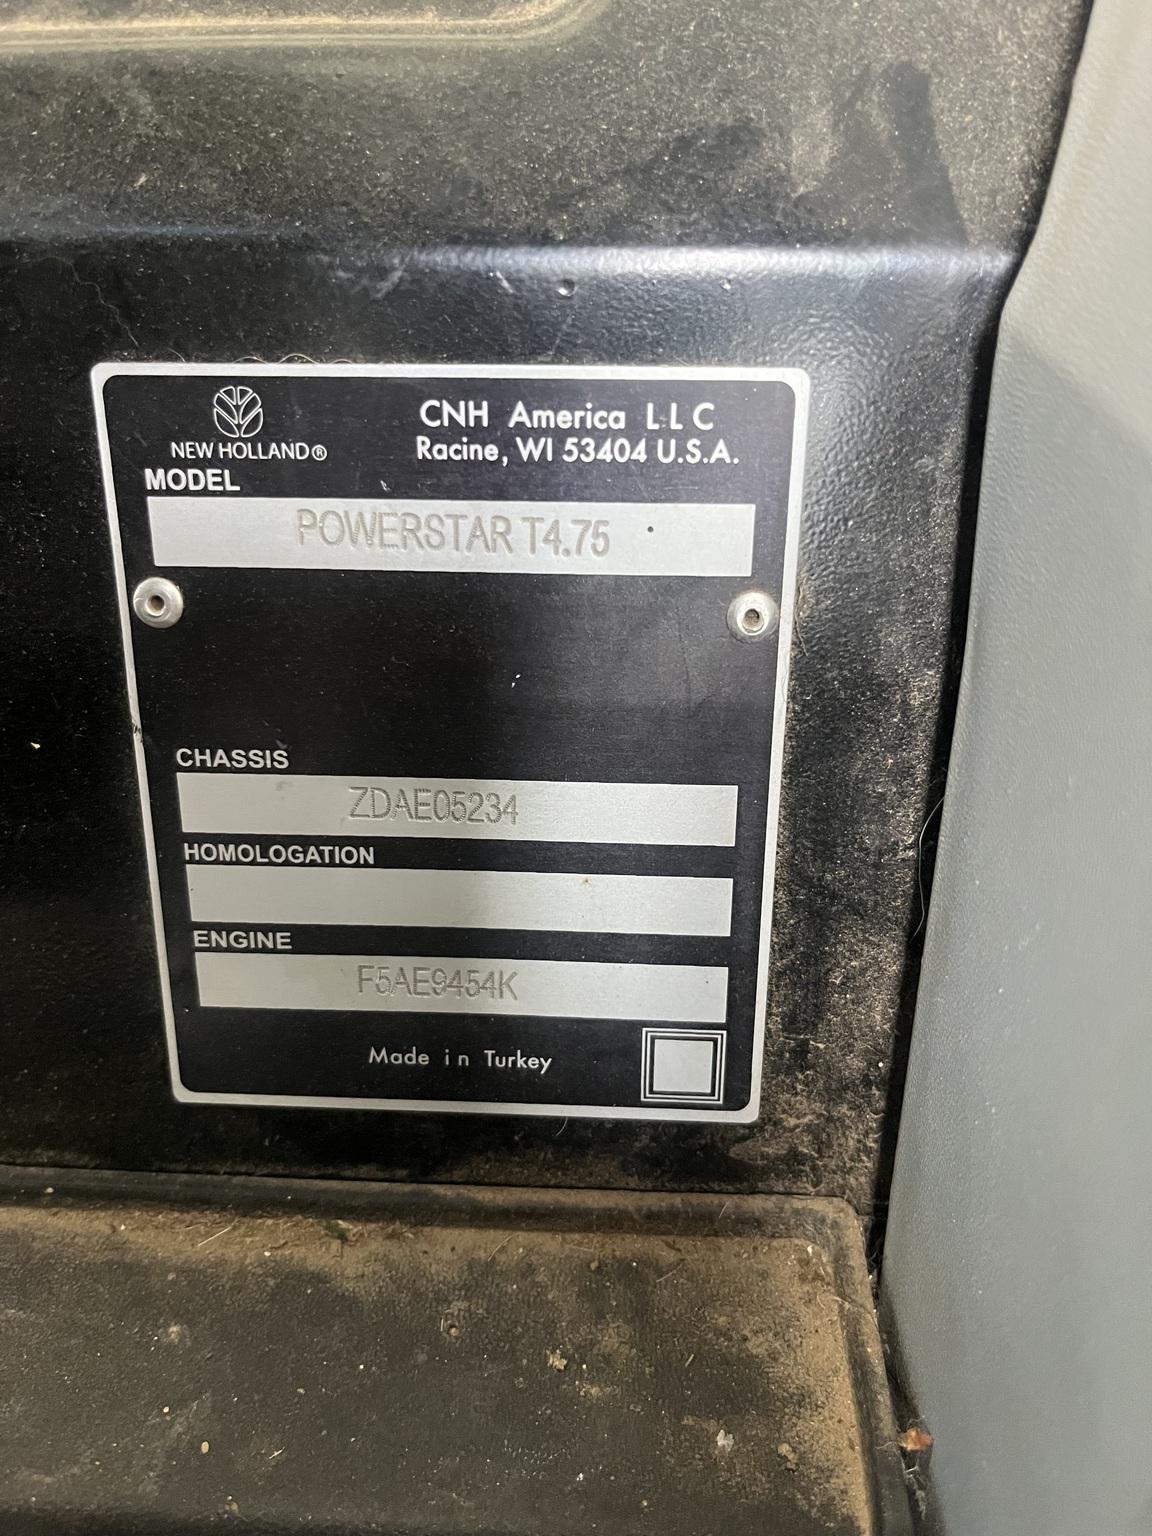 NEW HOLLAND®
CNH America LLC
Racine, WI 53404 U.S.A.
MODEL
POWERSTAR T4.75
CHASSIS
ZDAE05234
HOMOLOGATION
ENGINE
F5AE9454K
Made in Turkey